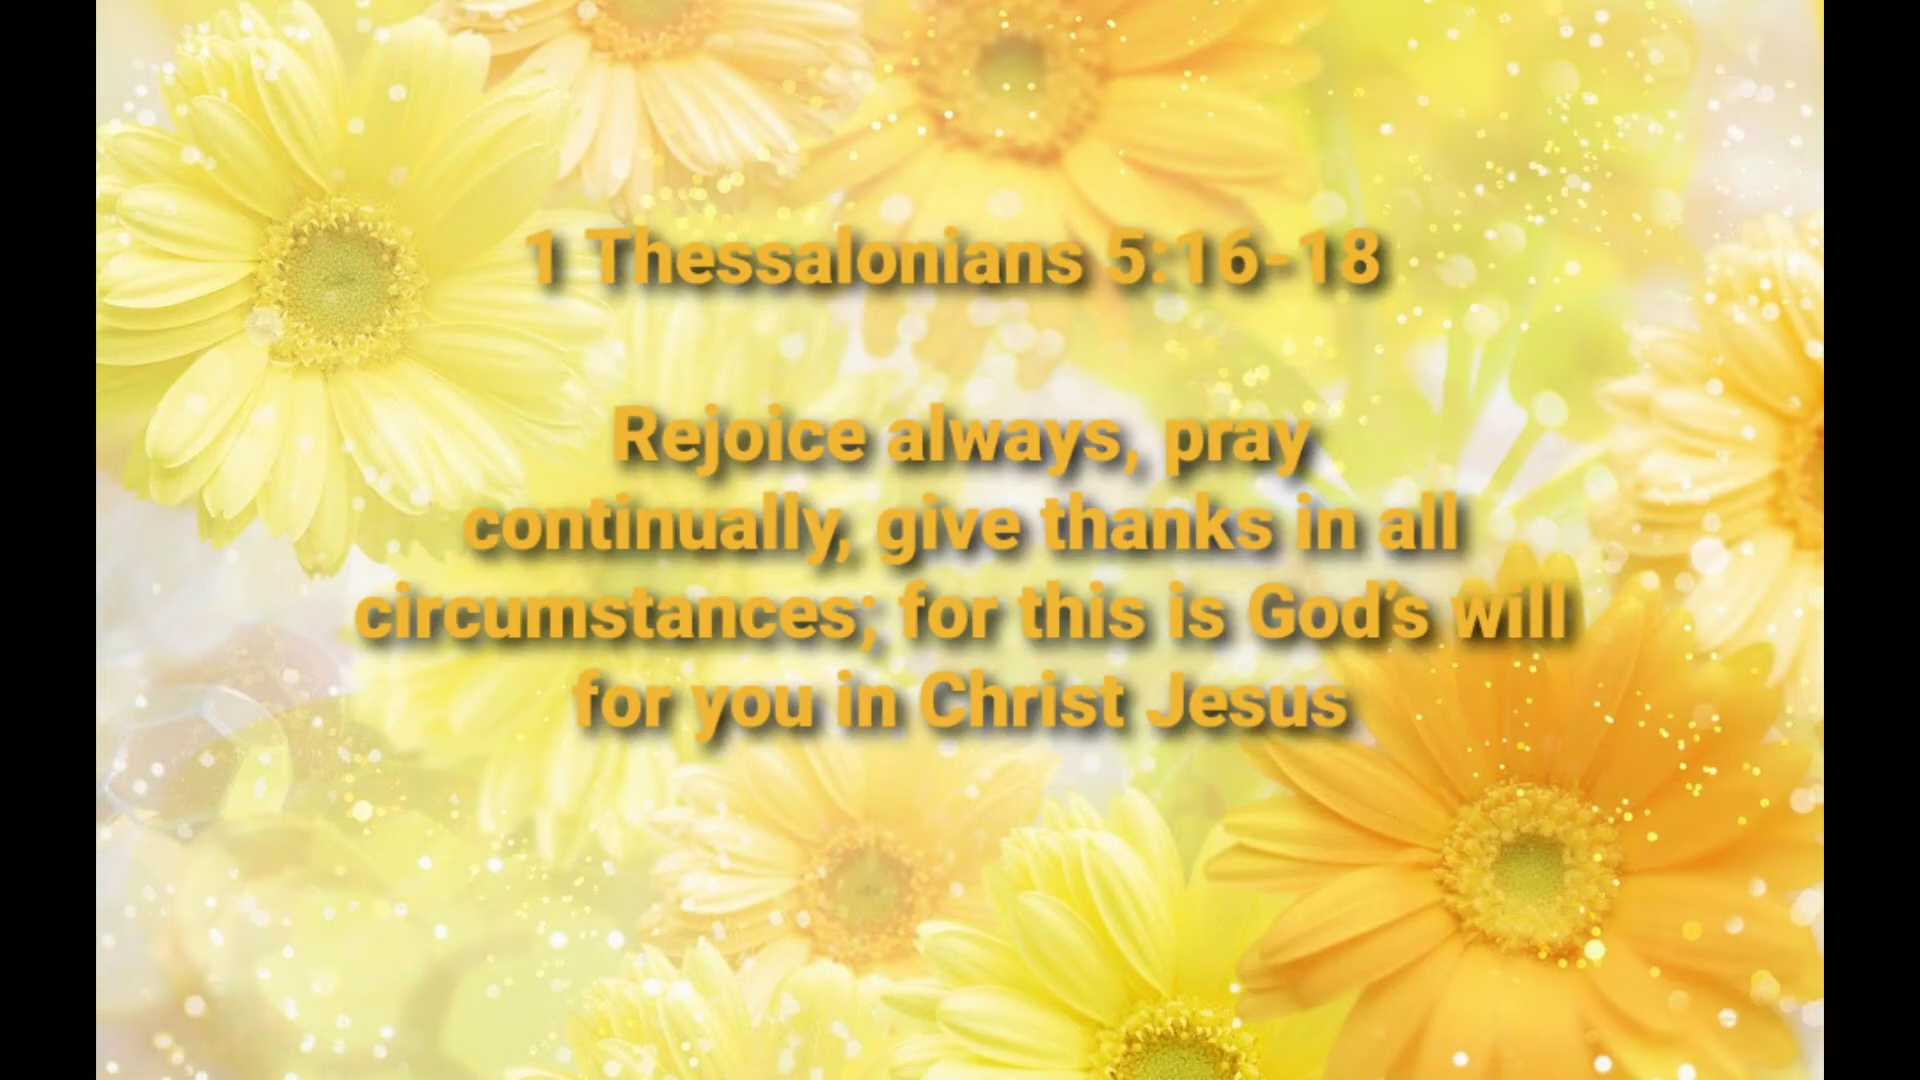 1 Thessalonians 5:16-18
Rejoice always, pray
continually, give thanks in all
circumstances; for this is God’s will
for you in Christ Jesus